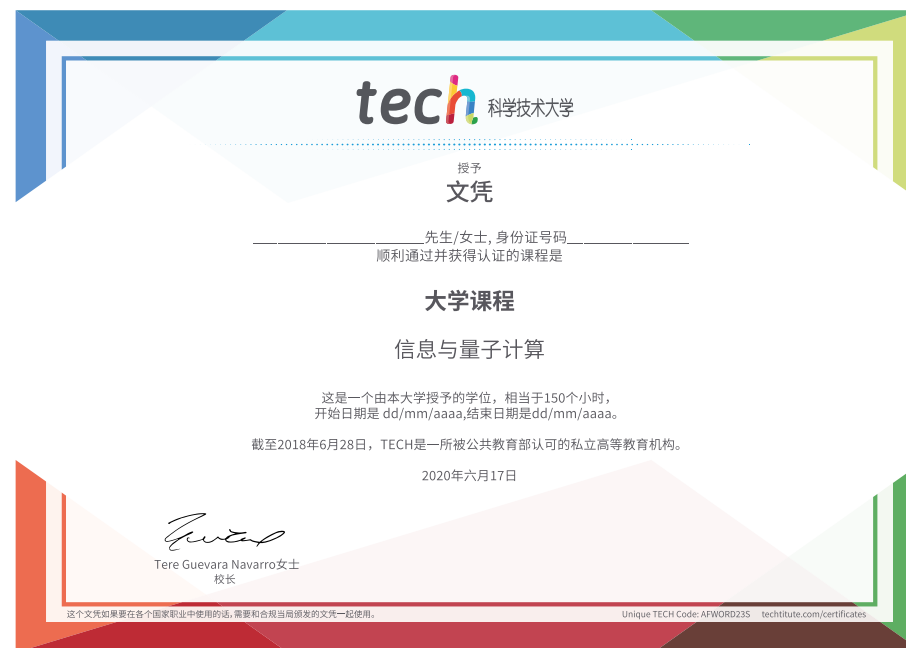 tech 科学技术大学
授予
文凭
______________________先生/女士, 身份证号码________________
顺利通过并获得认证的课程是
大学课程
信息与量子计算
这是一个由本大学授予的学位，相当于150个小时，
开始日期是 dd/mm/aaaa,结束日期是dd/mm/aaaa。
截至2018年6月28日，TECH是一所被公共教育部认可的私立高等教育机构。
2020年六月17日
Tere Guevara Navarro女士
校长
这个文凭如果要在各个国家职业中使用的话,需要和合规当局颁发的文凭一起使用。
Unique TECH Code: AFWORD23S techtitute.com/certificates